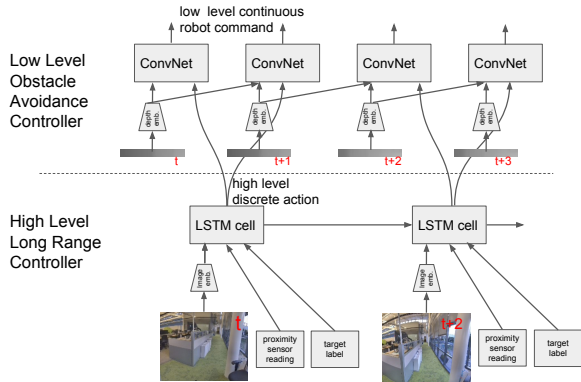 low level continuous
robot command
Low Level
Obstacle
Avoidance
Controller
ConvNet
ConvNet
ConvNet
ConvNet
depth
emb.
depth
emb.
depth
emb.
depth
emb.
t
t+1
t+2
t+3
high level
discrete action
High Level
Long Range
Controller
LSTM cell
LSTM cell
Image
emb.
Image
emb.
t
t+2
proximity
sensor
reading
target
label
proximity
sensor
reading
target
label